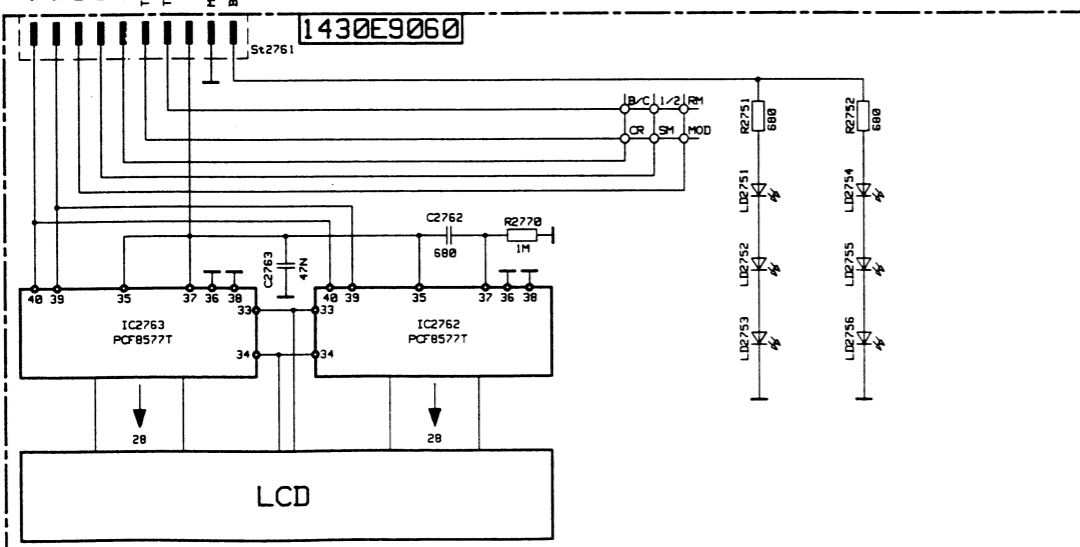 T T M B
1430E9060
St2761
B/C 1/2 RM
CR SM MOD
R2751 680
R2752 680
LD2751
LD2754
C2762
680
R2770
1M
C2763 47N
LD2752
LD2755
40 39 35 37 36 38
40 39 35 37 36 38
33 33
IC2763
PCF8577T
IC2762
PCF8577T
34 34
LD2753
LD2756
28
28
LCD